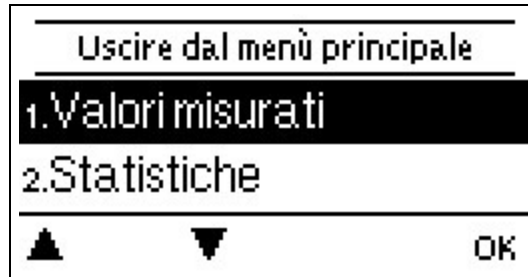 Uscire dal menù principale
1.Valori misurati
2.Statistiche
▲ ▼ OK